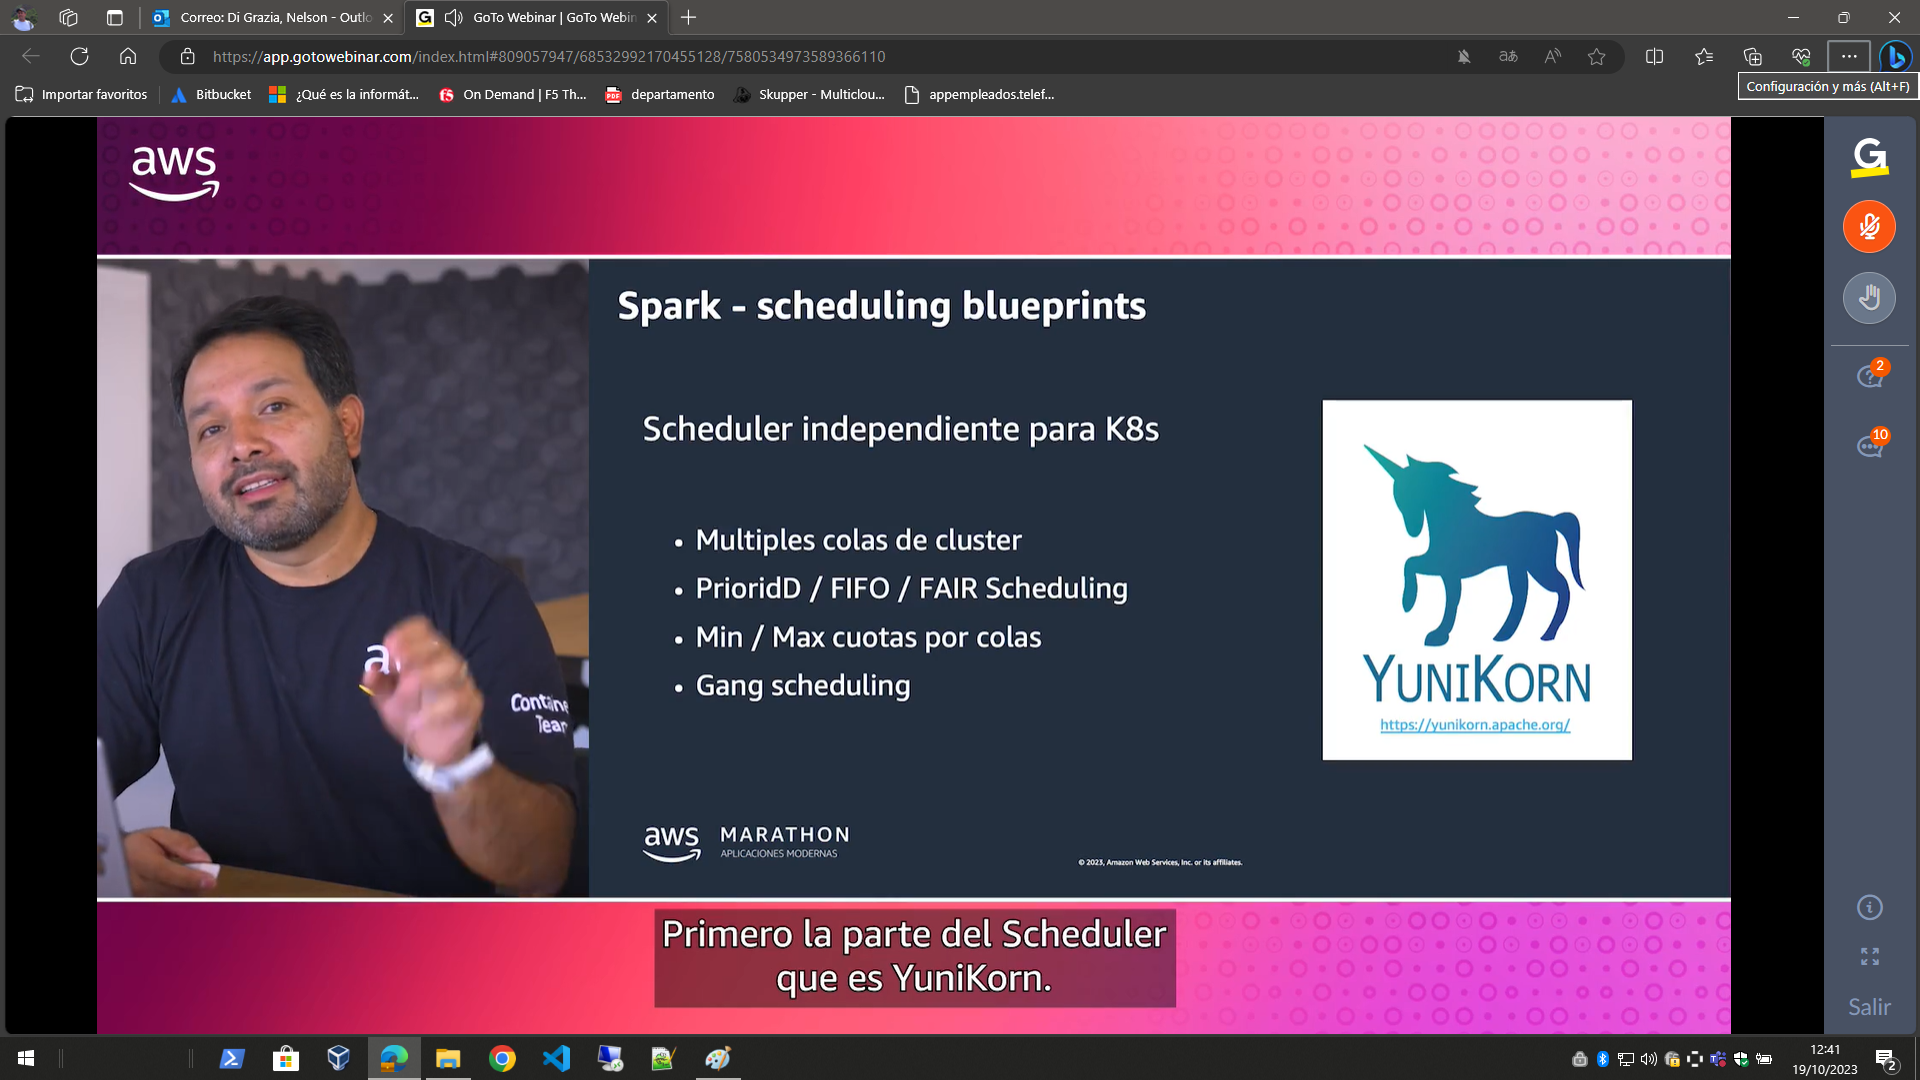 Correo: Di Grazia, Nelson - Outlo
GoTo Webinar | GoTo Webin
https://app.gotowebinar.com/index.html#809057947/68532992170455128/7580534973589366110
Importar favoritos
Bitbucket
¿Qué es la informát...
On Demand | F5 Th...
departamento
Skupper - Multiclou...
appempleados.telef...
Configuración y más (Alt+F)
aws
Spark - scheduling blueprints
Scheduler independiente para K8s
• Multiples colas de cluster
• PrioridD / FIFO / FAIR Scheduling
• Min / Max cuotas por colas
• Gang scheduling
YUNIKORN
https://yunikorn.apache.org/
a
Containe
Team
aws MARATHON
APLICACIONES MODERNAS
© 2023, Amazon Web Services, Inc. or its affiliates.
Primero la parte del Scheduler
que es YuniKorn.
2
10
Salir
12:41
19/10/2023
2